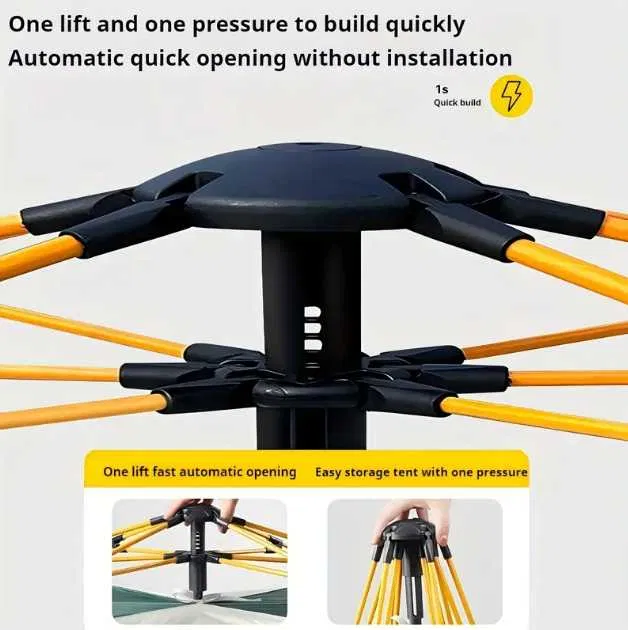 One lift and one pressure to build quickly
Automatic quick opening without installation
1s
Quick build
One lift fast automatic opening
Easy storage tent with one pressure